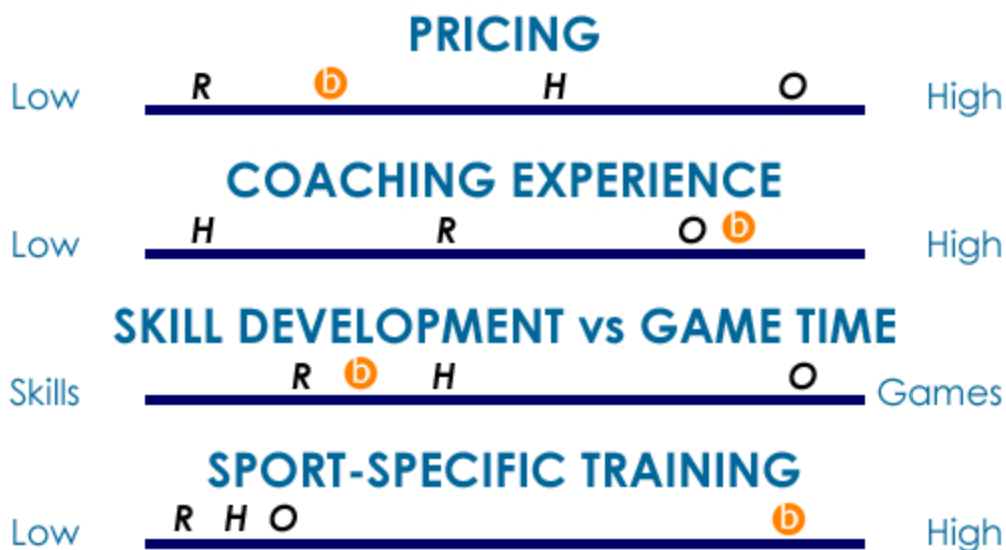 PRICING
Low R b H O High
COACHING EXPERIENCE
Low H R O b High
SKILL DEVELOPMENT vs GAME TIME
Skills R b H O Games
SPORT-SPECIFIC TRAINING
Low R H O b High